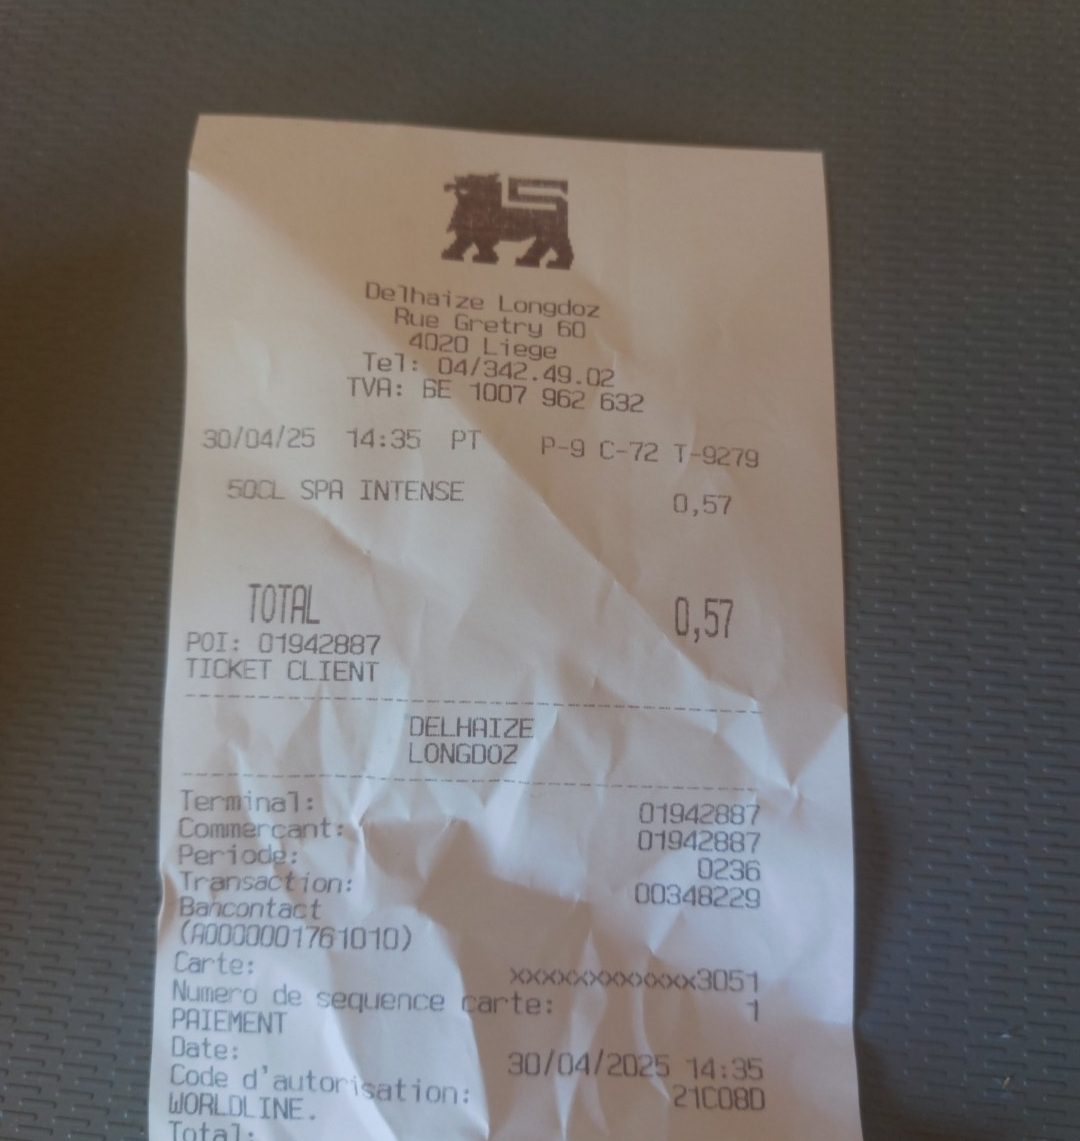 Delhaize Longdoz
Rue Gretry 60
4020 Liege
Tel: 04/342.49.02
TVA: BE 1007 962 632
30/04/25 14:35 PT P-9 C-72 T-9279
50CL SPA INTENSE 0,57
TOTAL 0,57
POI: 01942887
TICKET CLIENT
DELHAIZE
LONGDOZ
Terminal: 01942887
Commercant: 01942887
Periode: 0236
Transaction: 00348229
Bancontact
(A0000001761010)
Carte: xxxxxxxxxxxxx3051
Numero de sequence carte: 1
PAIEMENT
Date: 30/04/2025 14:35
Code d'autorisation: 21C08D
WORLDLINE.
Total: